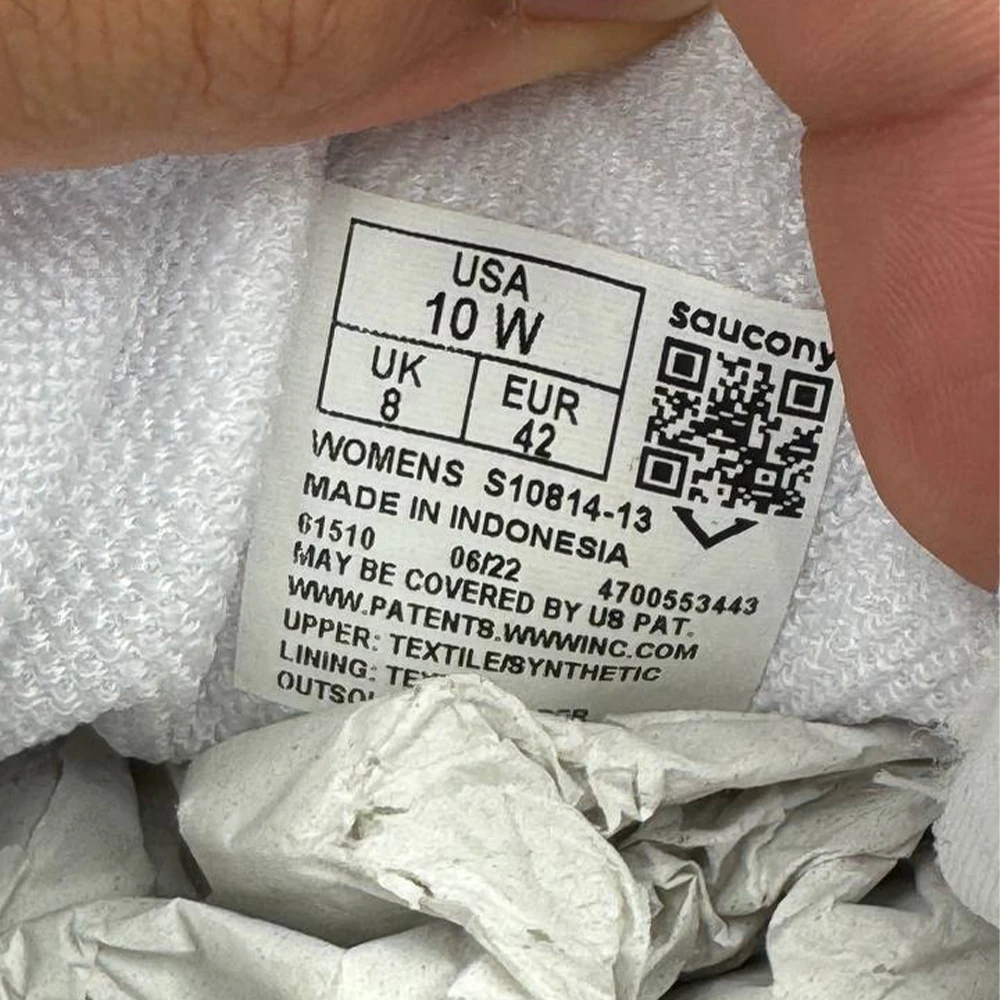 USA
10 W
UK
8
EUR
42
saucony
WOMENS S10814-13
MADE IN INDONESIA
61510 06/22 4700553443
MAY BE COVERED BY US PAT.
WWW.PATENTS.WWWINC.COM
UPPER: TEXTILE/SYNTHETIC
LINING: